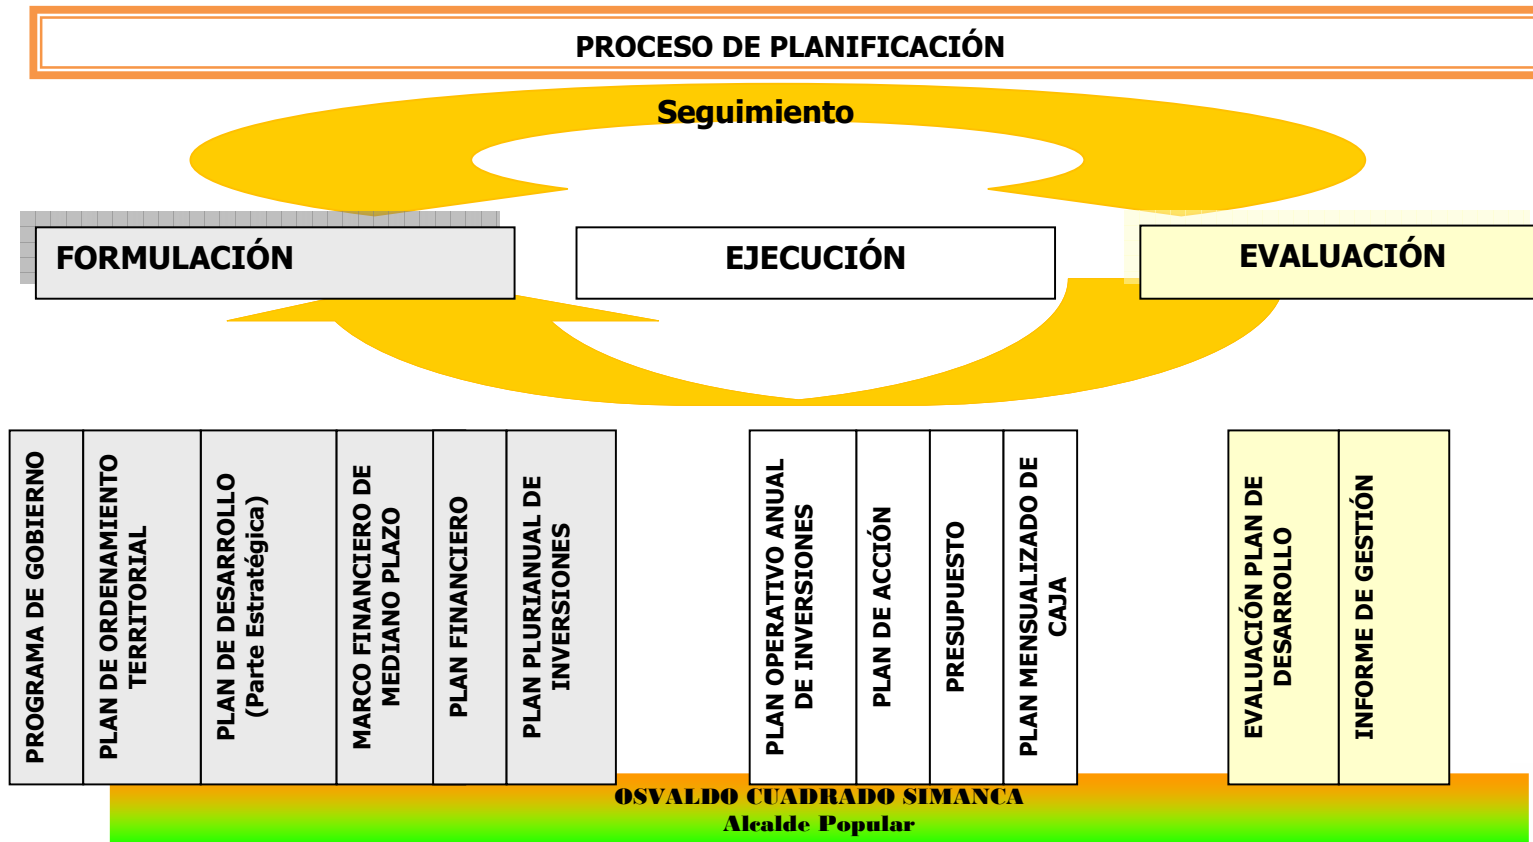 PROCESO DE PLANIFICACIÓN
Seguimiento
FORMULACIÓN
EJECUCIÓN
EVALUACIÓN
PROGRAMA DE GOBIERNO
PLAN DE ORDENAMIENTO
TERRITORIAL
PLAN DE DESARROLLO
(Parte Estratégica)
MARCO FINANCIERO DE
MEDIANO PLAZO
PLAN FINANCIERO
PLAN PLURIANUAL DE
INVERSIONES
PLAN OPERATIVO ANUAL
DE INVERSIONES
PLAN DE ACCIÓN
PRESUPUESTO
PLAN MENSUALIZADO DE
CAJA
EVALUACIÓN PLAN DE
DESARROLLO
INFORME DE GESTIÓN
OSVALDO CUADRADO SIMANCA
Alcalde Popular